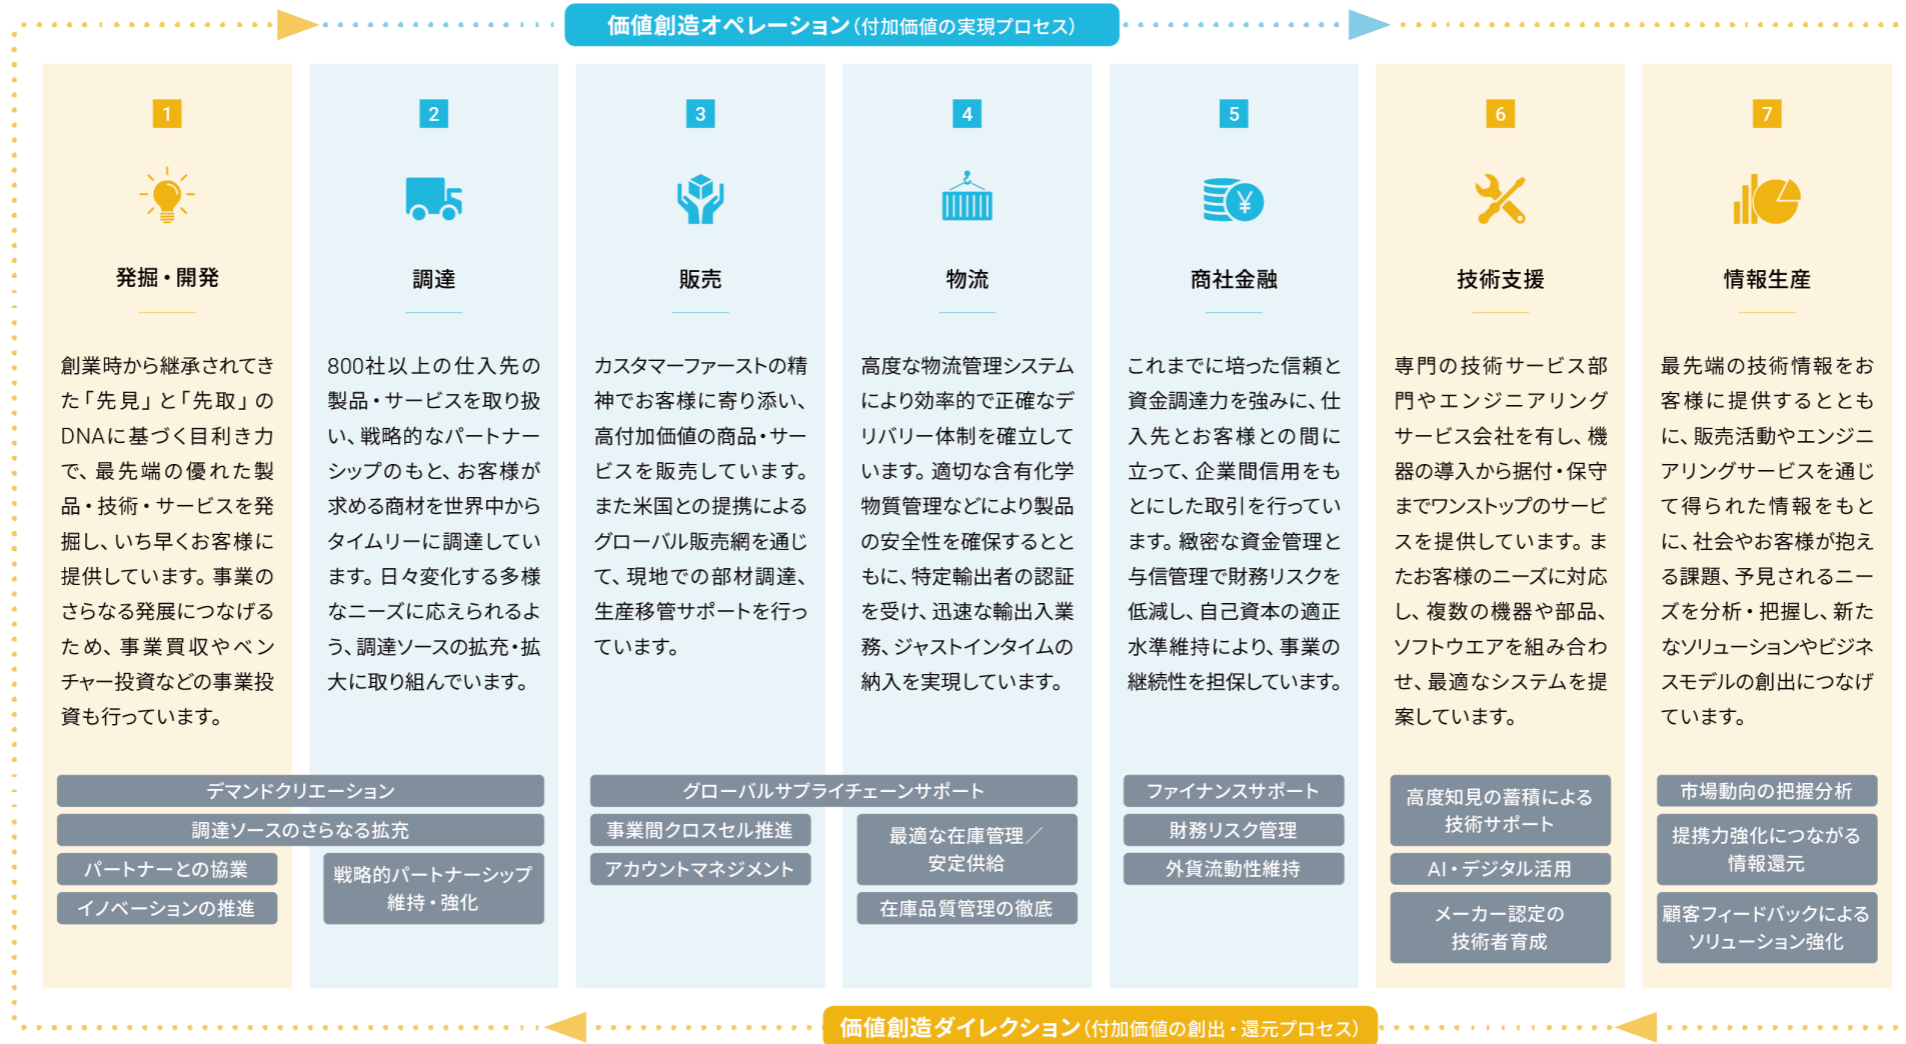 価値創造オペレーション（付加価値の実現プロセス）
1
発掘・開発
創業時から継承されてき
た「先見」と「先取」の
DNAに基づく目利き力
で、最先端の優れた製
品・技術・サービスを発
掘し、いち早くお客様に
提供しています。事業の
さらなる発展につなげる
ため、事業買収やベン
チャー投資などの事業投
資も行っています。
2
調達
800社以上の仕入先の
製品・サービスを取り扱
い、戦略的なパートナー
シップのもと、お客様が
求める商材を世界中から
タイムリーに調達してい
ます。日々変化する多様
なニーズに応えられるよ
う、調達ソースの拡充・拡
大に取り組んでいます。
3
販売
カスタマーファーストの精
神でお客様に寄り添い、
高付加価値の商品・サー
ビスを販売しています。
また米国との提携による
グローバル販売網を通じ
て、現地での部材調達、
生産移管サポートを行っ
ています。
4
物流
高度な物流管理システム
により効率的で正確なデ
リバリー体制を確立して
います。適切な含有化学
物質管理などにより製品
の安全性を確保するとと
もに、特定輸出者の認証
を受け、迅速な輸出入業
務、ジャストインタイムの
納入を実現しています。
5
¥
商社金融
これまでに培った信頼と
資金調達力を強みに、仕
入先とお客様との間に
立って、企業間信用をも
とにした取引を行ってい
ます。緻密な資金管理と
与信管理で財務リスクを
低減し、自己資本の適正
水準維持により、事業の
継続性を担保しています。
6
技術支援
専門の技術サービス部
門やエンジニアリング
サービス会社を有し、機
器の導入から据付・保守
までワンストップのサービ
スを提供しています。ま
たお客様のニーズに対応
し、複数の機器や部品、
ソフトウエアを組み合わ
せ、最適なシステムを提
案しています。
7
情報生産
最先端の技術情報をお
客様に提供するととも
に、販売活動やエンジニ
アリングサービスを通じ
て得られた情報をもと
に、社会やお客様が抱え
る課題、予見されるニー
ズを分析・把握し、新た
なソリューションやビジネ
スモデルの創出につなげ
ています。
デマンドクリエーション
調達ソースのさらなる拡充
パートナーとの協業
イノベーションの推進
戦略的パートナーシップ
維持・強化
グローバルサプライチェーンサポート
事業間クロスセル推進
アカウントマネジメント
最適な在庫管理／
安定供給
在庫品質管理の徹底
ファイナンスサポート
財務リスク管理
外貨流動性維持
高度知見の蓄積による
技術サポート
AI・デジタル活用
メーカー認定の
技術者育成
市場動向の把握分析
提携力強化につながる
情報還元
顧客フィードバックによる
ソリューション強化
価値創造ダイレクション（付加価値の創出・還元プロセス）